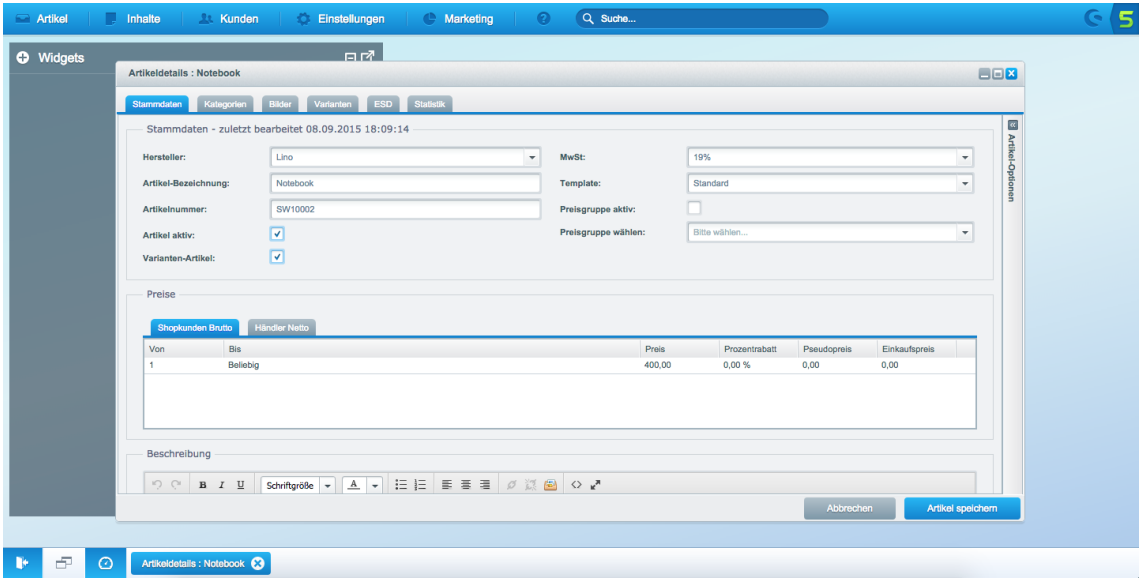 Artikel Inhalte Kunden Einstellungen Marketing ? Suche... 5
Widgets
Artikeldetails : Notebook
Stammdaten Kategorien Bilder Varianten ESD Statistik
Stammdaten - zuletzt bearbeitet 08.09.2015 18:09:14
Hersteller: Lino MwSt: 19%
Artikel-Bezeichnung: Notebook Template: Standard
Artikelnummer: SW10002 Preisgruppe aktiv:
Artikel aktiv: Preisgruppe wählen: Bitte wählen...
Varianten-Artikel:
Artikel-Optionen
Preise
Shopkunden Brutto Händler Netto
Von Bis Preis Prozentrabatt Pseudopreis Einkaufspreis
1 Beliebig 400,00 0,00 % 0,00 0,00
Beschreibung
B I U Schriftgröße A
Abbrechen Artikel speichern
Artikeldetails : Notebook